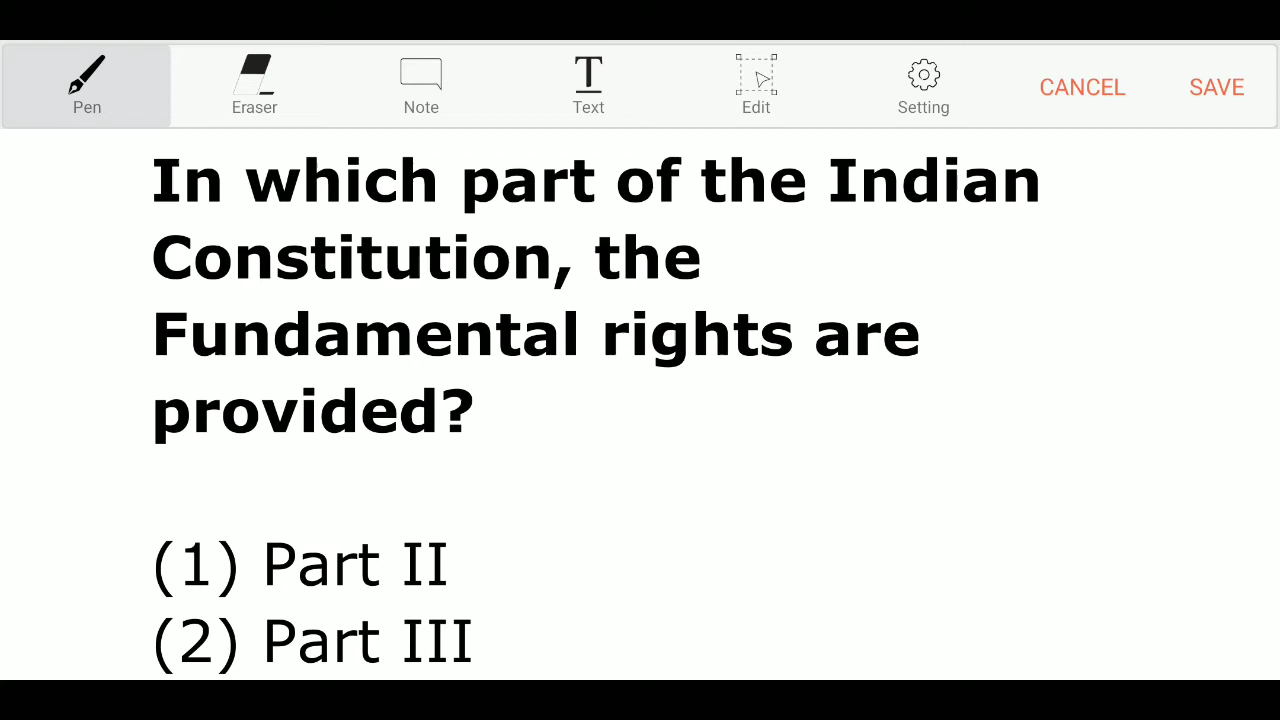 Pen Eraser Note Text Edit Setting CANCEL SAVE
In which part of the Indian
Constitution, the
Fundamental rights are
provided?
(1) Part II
(2) Part III